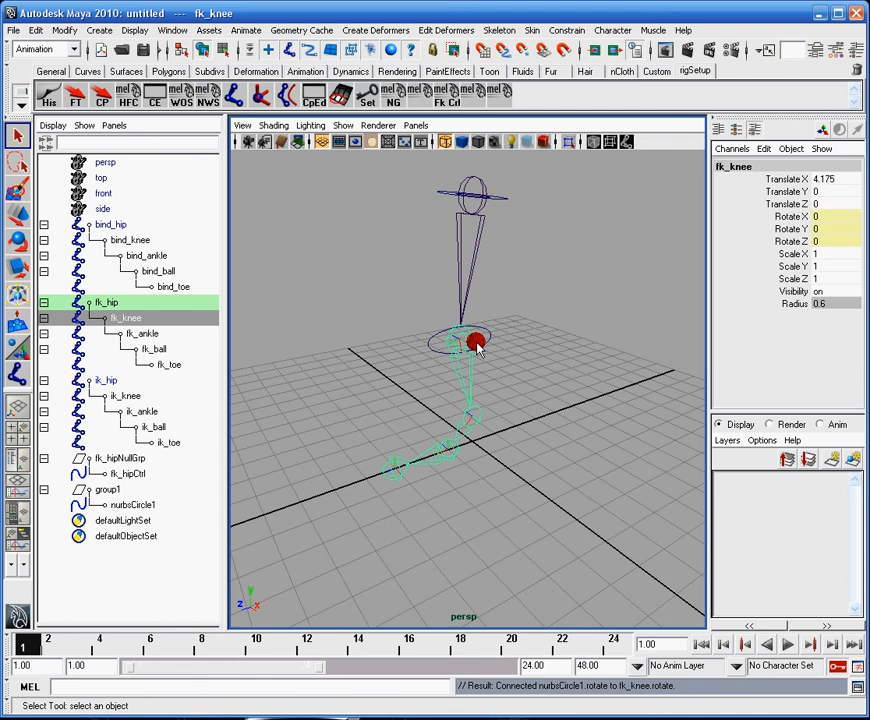 Autodesk Maya 2010: untitled --- fk_knee
File Edit Modify Create Display Window Assets Animate Geometry Cache Create Deformers Edit Deformers Skeleton Skin Constrain Character Muscle Help
Animation
General Curves Surfaces Polygons Subdivs Deformation Animation Dynamics Rendering PaintEffects Toon Fluids Fur Hair nCloth Custom rigSetup
His FT CP HFC CE WOS NWS CpEd Set NG Fk Crl
mel mel mel mel mel mel mel
Display Show Panels
persp
top
front
side
bind_hip
bind_knee
bind_ankle
bind_ball
bind_toe
fk_hip
fk_knee
fk_ankle
fk_ball
fk_toe
ik_hip
ik_knee
ik_ankle
ik_ball
ik_toe
fk_hipNullGrp
fk_hipCtrl
group1
nurbsCircle1
defaultLightSet
defaultObjectSet
View Shading Lighting Show Renderer Panels
y
z x
persp
Channels Edit Object Show
fk_knee
Translate X 4.175
Translate Y 0
Translate Z 0
Rotate X 0
Rotate Y 0
Rotate Z 0
Scale X 1
Scale Y 1
Scale Z 1
Visibility on
Radius 0.6
Display Render Anim
Layers Options Help
1 2 4 6 8 10 12 14 16 18 20 22 24 1.00
1.00 1.00 24.00 48.00 No Anim Layer No Character Set
MEL // Result: Connected nurbsCircle1.rotate to fk_knee.rotate.
Select Tool: select an object